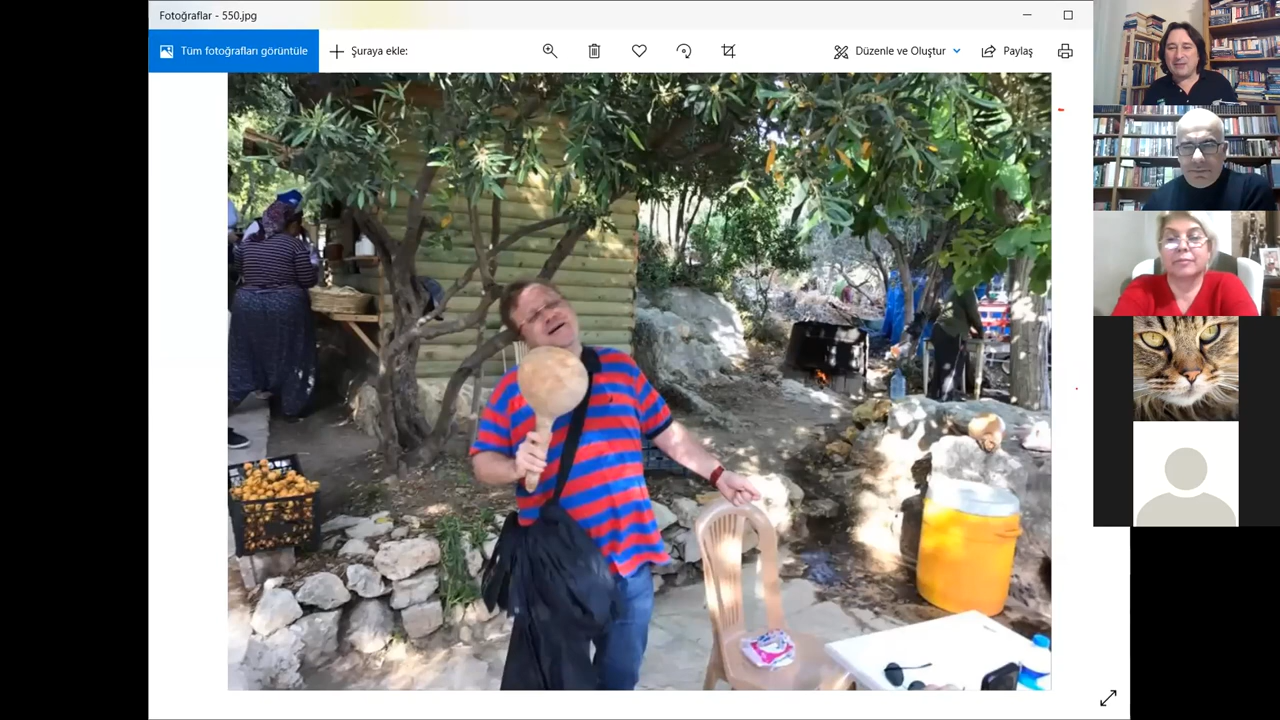 Fotoğraflar - 550.jpg
Tüm fotoğrafları görüntüle
Şuraya ekle:
Düzenle ve Oluştur
Paylaş